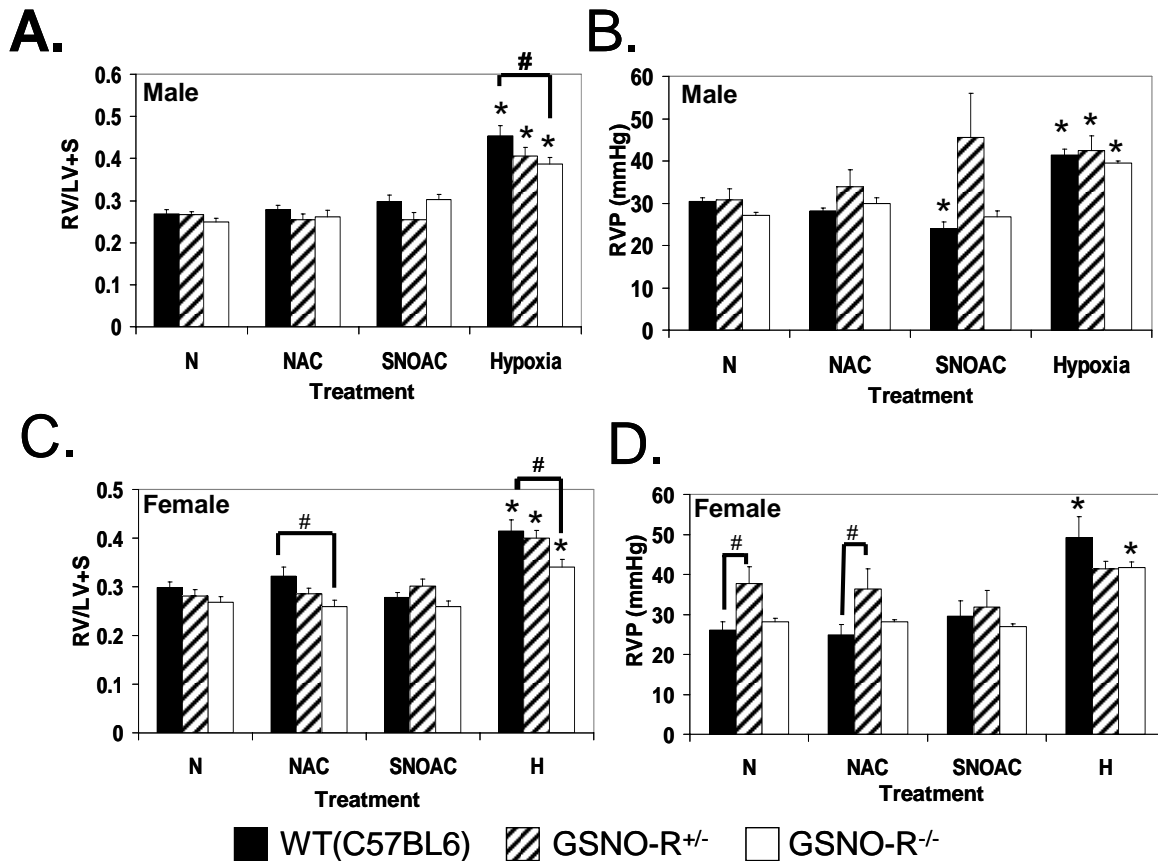 A.
0.6
0.5
0.4
0.3
0.2
0.1
0
RV/LV+S
Male
#
* * *
N NAC SNOAC Hypoxia
Treatment
B.
60
50
40
30
20
10
0
RVP (mmHg)
Male
*
* * *
N NAC SNOAC Hypoxia
Treatment
C.
0.5
0.4
0.3
0.2
0.1
0
RV/LV+S
Female
#
#
* * *
N NAC SNOAC H
Treatment
D.
60
50
40
30
20
10
0
RVP (mmHg)
Female
# #
* *
N NAC SNOAC H
Treatment
WT(C57BL6) GSNO-R+/- GSNO-R-/-